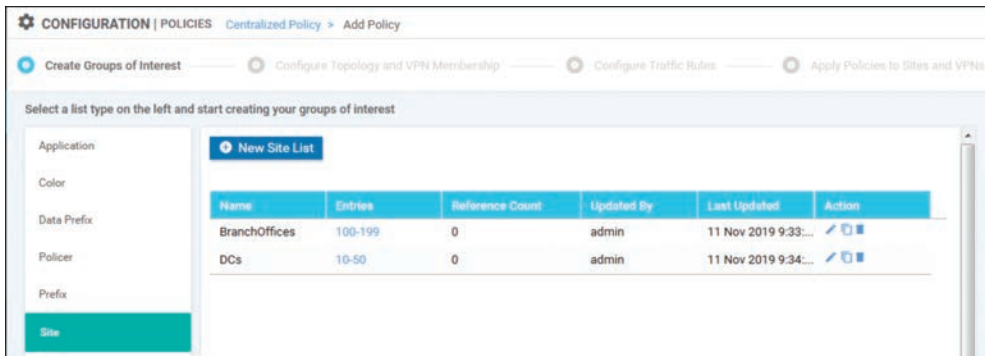 CONFIGURATION | POLICIES Centralized Policy > Add Policy
Create Groups of Interest Configure Topology and VPN Membership Configure Traffic Rules Apply Policies to Sites and VPNs
Select a list type on the left and start creating your groups of interest
Application
Color
Data Prefix
Policer
Prefix
Site
New Site List
Name Entries Reference Count Updated By Last Updated Action
BranchOffices 100-199 0 admin 11 Nov 2019 9:33:...
DCs 10-50 0 admin 11 Nov 2019 9:34:...